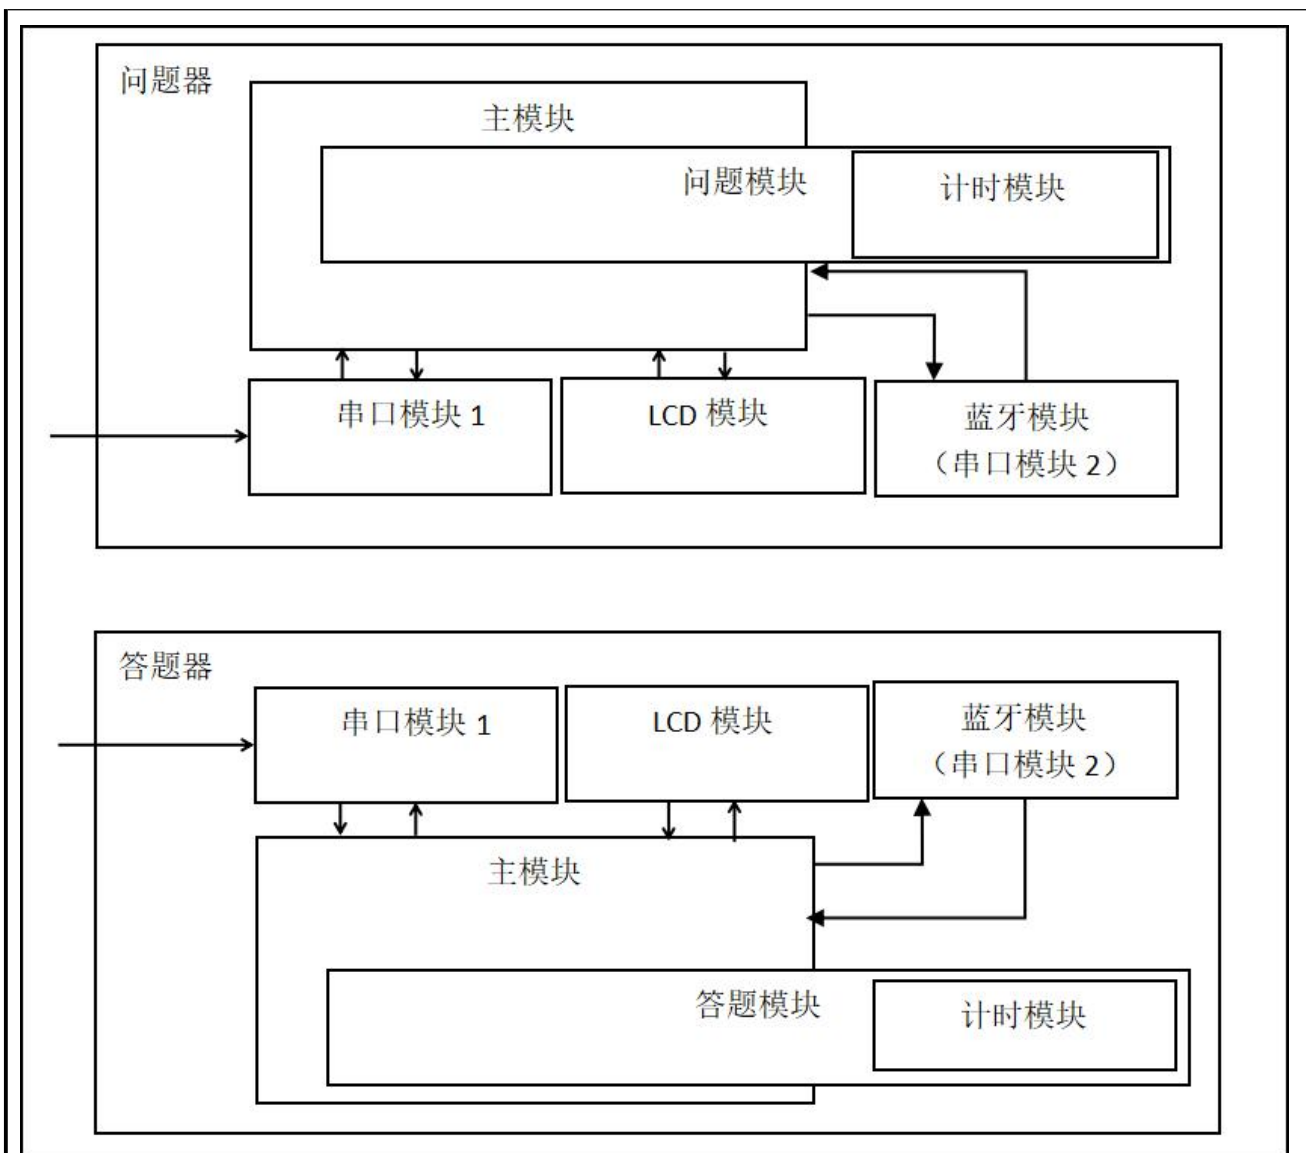 问题器
主模块
问题模块
计时模块
串口模块 1
LCD 模块
蓝牙模块
（串口模块 2）
答题器
串口模块 1
LCD 模块
蓝牙模块
（串口模块 2）
主模块
答题模块
计时模块